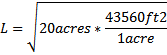 L = √(20acres * 43560ft2 / 1acre)